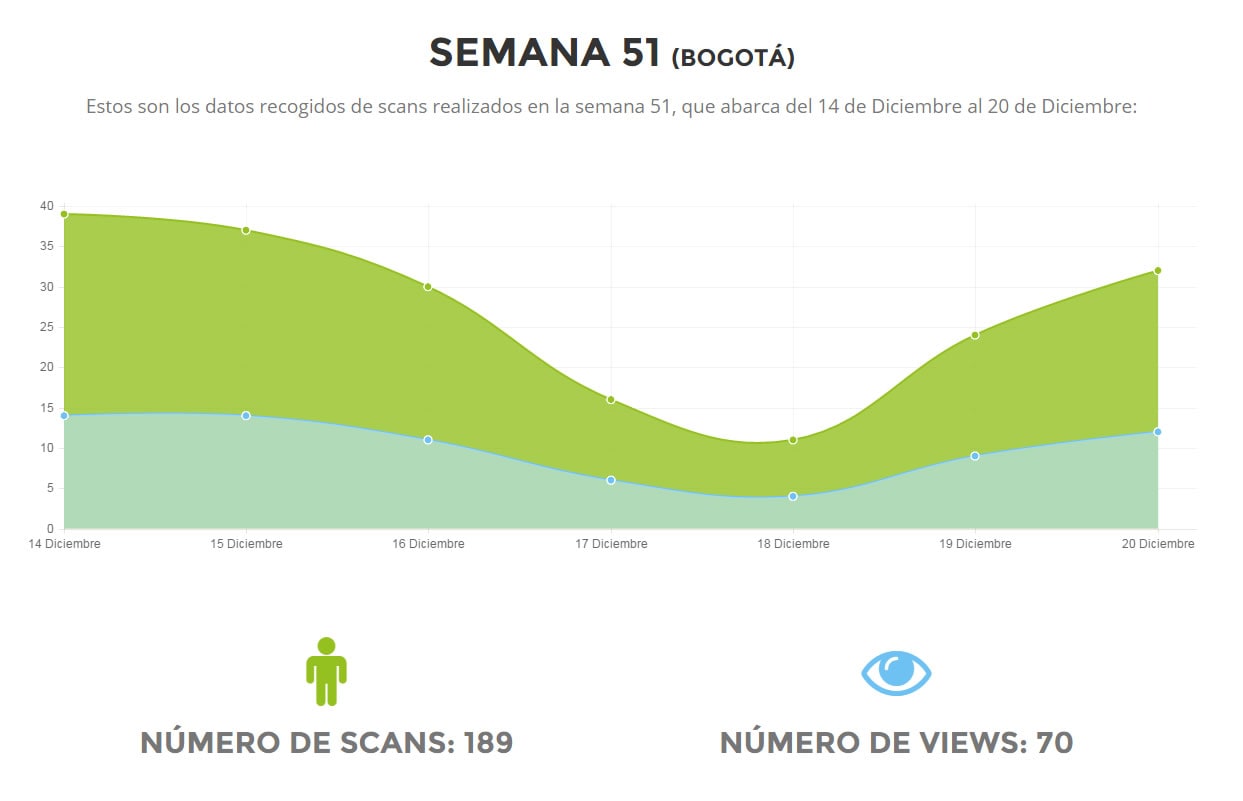 SEMANA 51 (BOGOTÁ)
Estos son los datos recogidos de scans realizados en la semana 51, que abarca del 14 de Diciembre al 20 de Diciembre:
40
35
30
25
20
15
10
5
0
14 Diciembre 15 Diciembre 16 Diciembre 17 Diciembre 18 Diciembre 19 Diciembre 20 Diciembre
NÚMERO DE SCANS: 189 NÚMERO DE VIEWS: 70